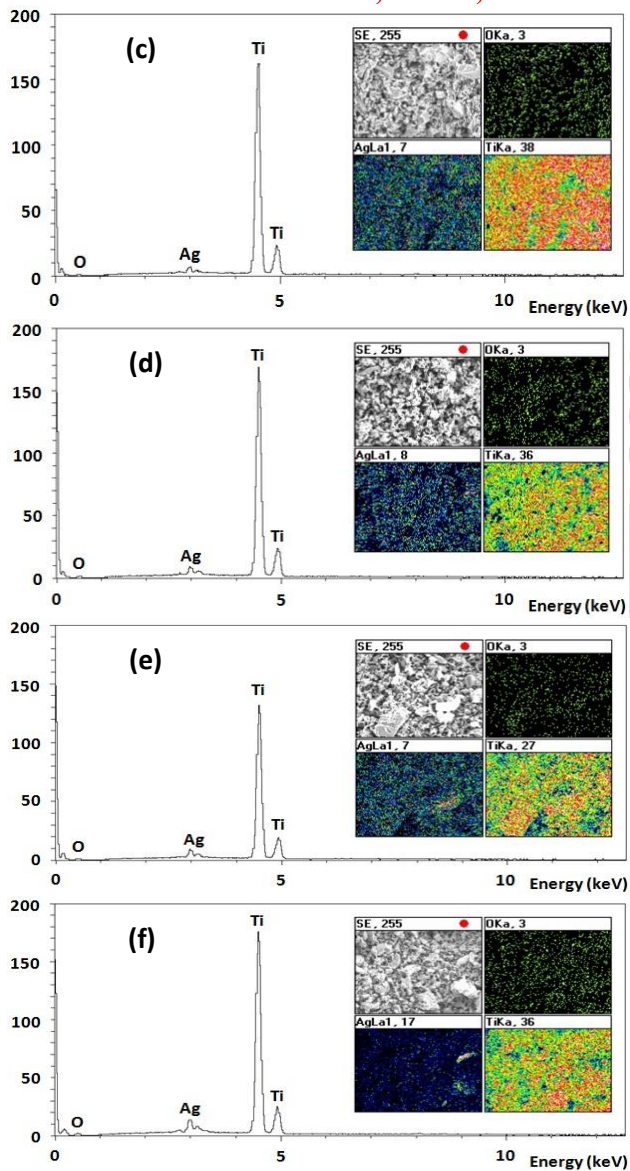 200
(c)
Ti
SE, 255
OKa, 3
150
AgLa1, 7
TiKa, 38
100
50
Ti
O
Ag
0
0
5
10
Energy (keV)
200
(d)
Ti
SE, 255
OKa, 3
150
AgLa1, 8
TiKa, 36
100
50
Ti
O
Ag
0
0
5
10
Energy (keV)
200
(e)
SE, 255
OKa, 3
150
Ti
AgLa1, 7
TiKa, 27
100
50
Ti
O
Ag
0
0
5
10
Energy (keV)
200
(f)
Ti
SE, 255
OKa, 3
150
AgLa1, 17
TiKa, 36
100
50
Ti
Ag
O
0
0
5
10
Energy (keV)